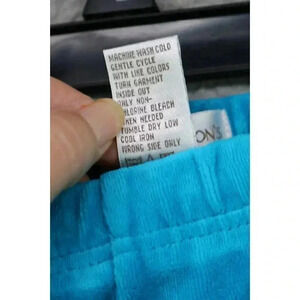 MACHINE WASH COLD
GENTLE CYCLE
WITH LIKE COLORS
TURN GARMENT
INSIDE OUT
ONLY NON-
CHLORINE BLEACH
WHEN NEEDED
TUMBLE DRY LOW
COOL IRON
WRONG SIDE ONLY
ON'S